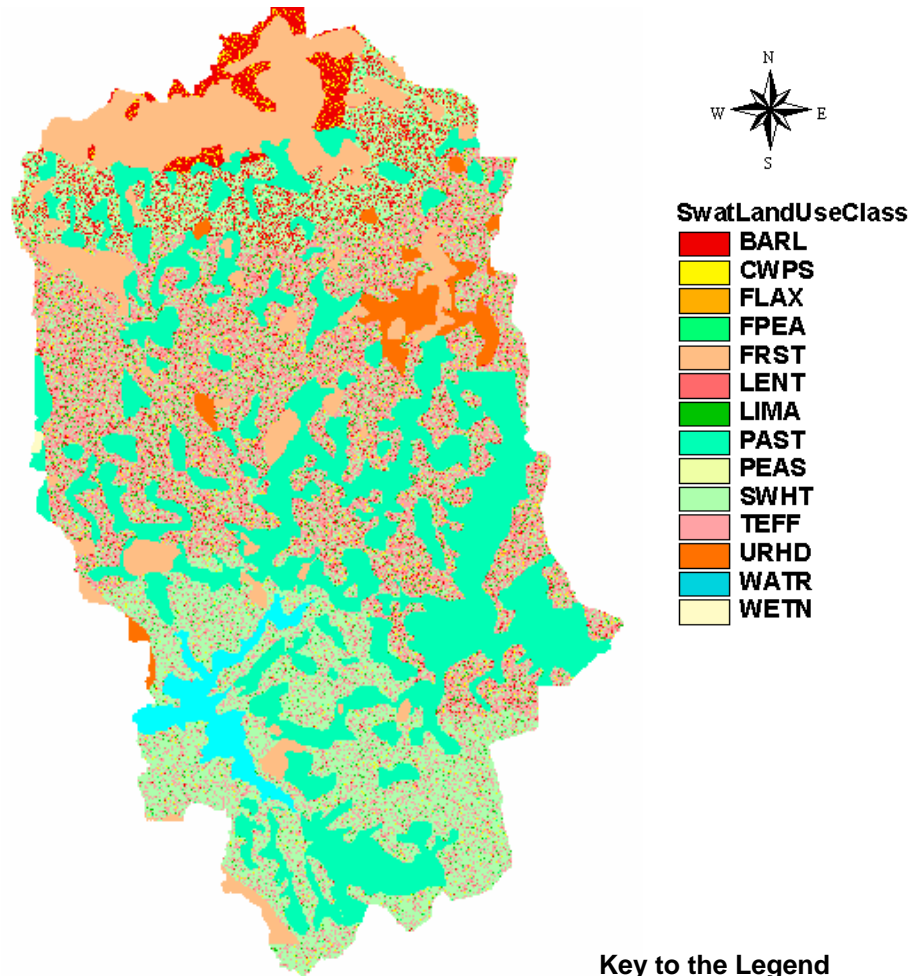 N
W E
S
SwatLandUseClass
BARL
CWPS
FLAX
FPEA
FRST
LENT
LIMA
PAST
PEAS
SWHT
TEFF
URHD
WATR
WETN
Key to the Legend